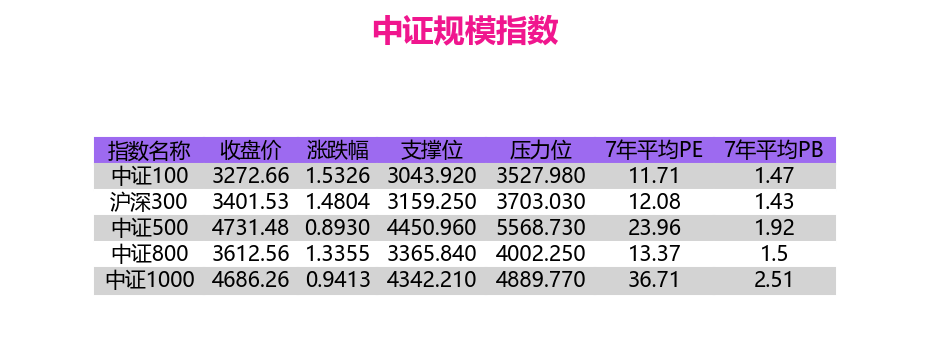 中证规模指数
指数名称 收盘价 涨跌幅 支撑位 压力位 7年平均PE 7年平均PB
中证100 3272.66 1.5326 3043.920 3527.980 11.71 1.47
沪深300 3401.53 1.4804 3159.250 3703.030 12.08 1.43
中证500 4731.48 0.8930 4450.960 5568.730 23.96 1.92
中证800 3612.56 1.3355 3365.840 4002.250 13.37 1.5
中证1000 4686.26 0.9413 4342.210 4889.770 36.71 2.51